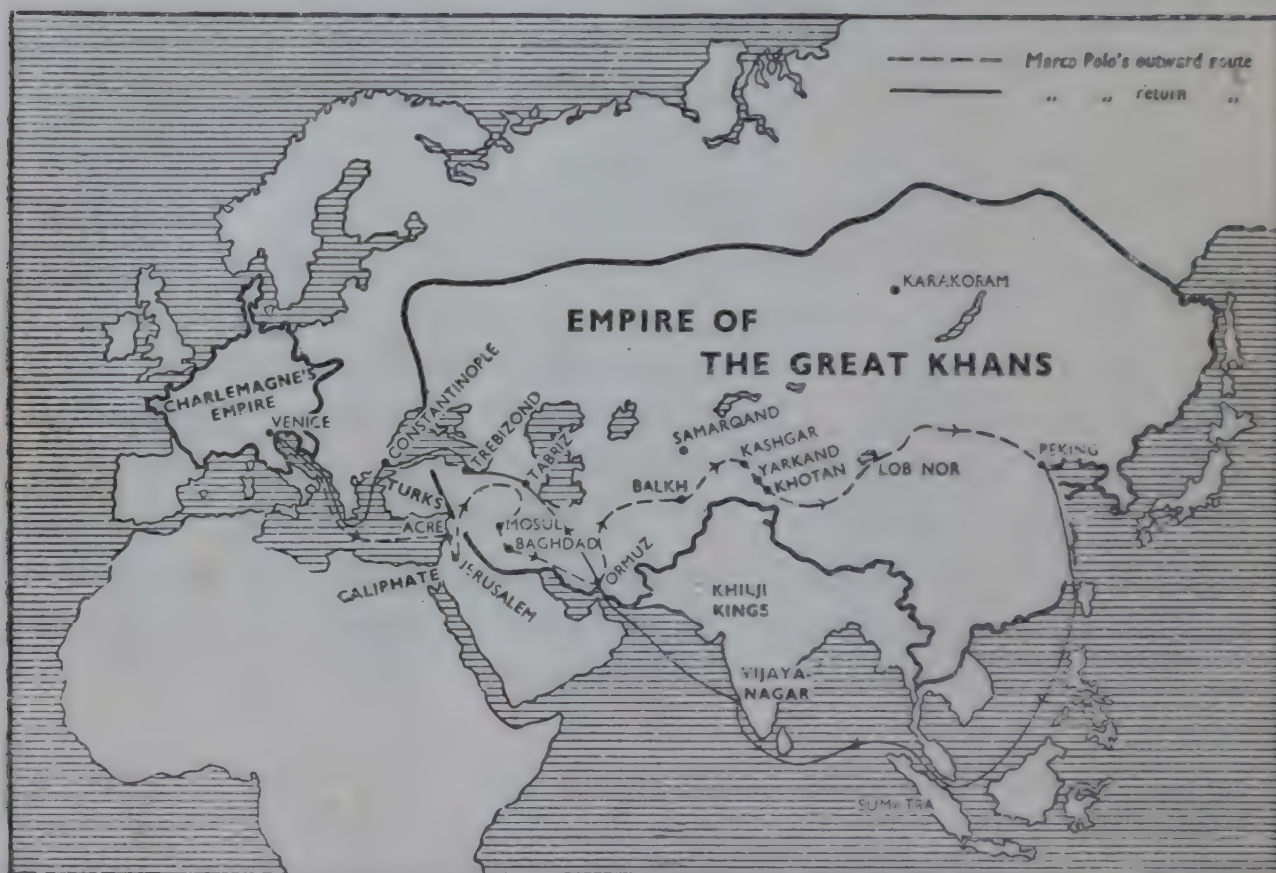 Marco Polo's outward route
" " return "
KARAKORAM
EMPIRE OF
THE GREAT KHANS
CHARLEMAGNE'S
EMPIRE
VENICE
CONSTANTINOPLE
TREBIZOND
TABRIZ
SAMARQAND
KASHGAR
YARKAND
KHOTAN
LOB NOR
PEKING
BALKH
TURKS
ACRE
MOSUL
BAGHDAD
ORMUZ
JERUSALEM
CALIPHATE
KHILJI
KINGS
VIJAYA-
NAGAR
SUMATRA